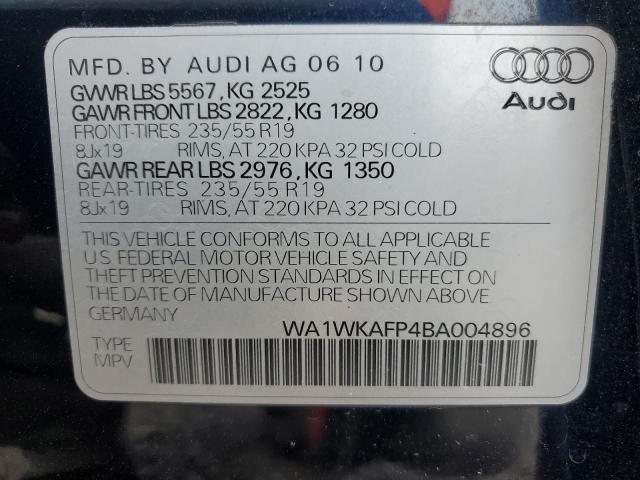 MFD. BY AUDI AG 06 10
GVWR LBS 5567, KG 2525
GAWR FRONT LBS 2822, KG 1280
FRONT-TIRES 235/55 R19
8Jx19 RIMS, AT 220 KPA 32 PSI COLD
GAWR REAR LBS 2976, KG 1350
REAR-TIRES 235/55 R19
8Jx19 RIMS, AT 220 KPA 32 PSI COLD
Audi
THIS VEHICLE CONFORMS TO ALL APPLICABLE
U.S. FEDERAL MOTOR VEHICLE SAFETY AND
THEFT PREVENTION STANDARDS IN EFFECT ON
THE DATE OF MANUFACTURE SHOWN ABOVE.
GERMANY
WA1WKAFP4BA004896
TYPE
MPV